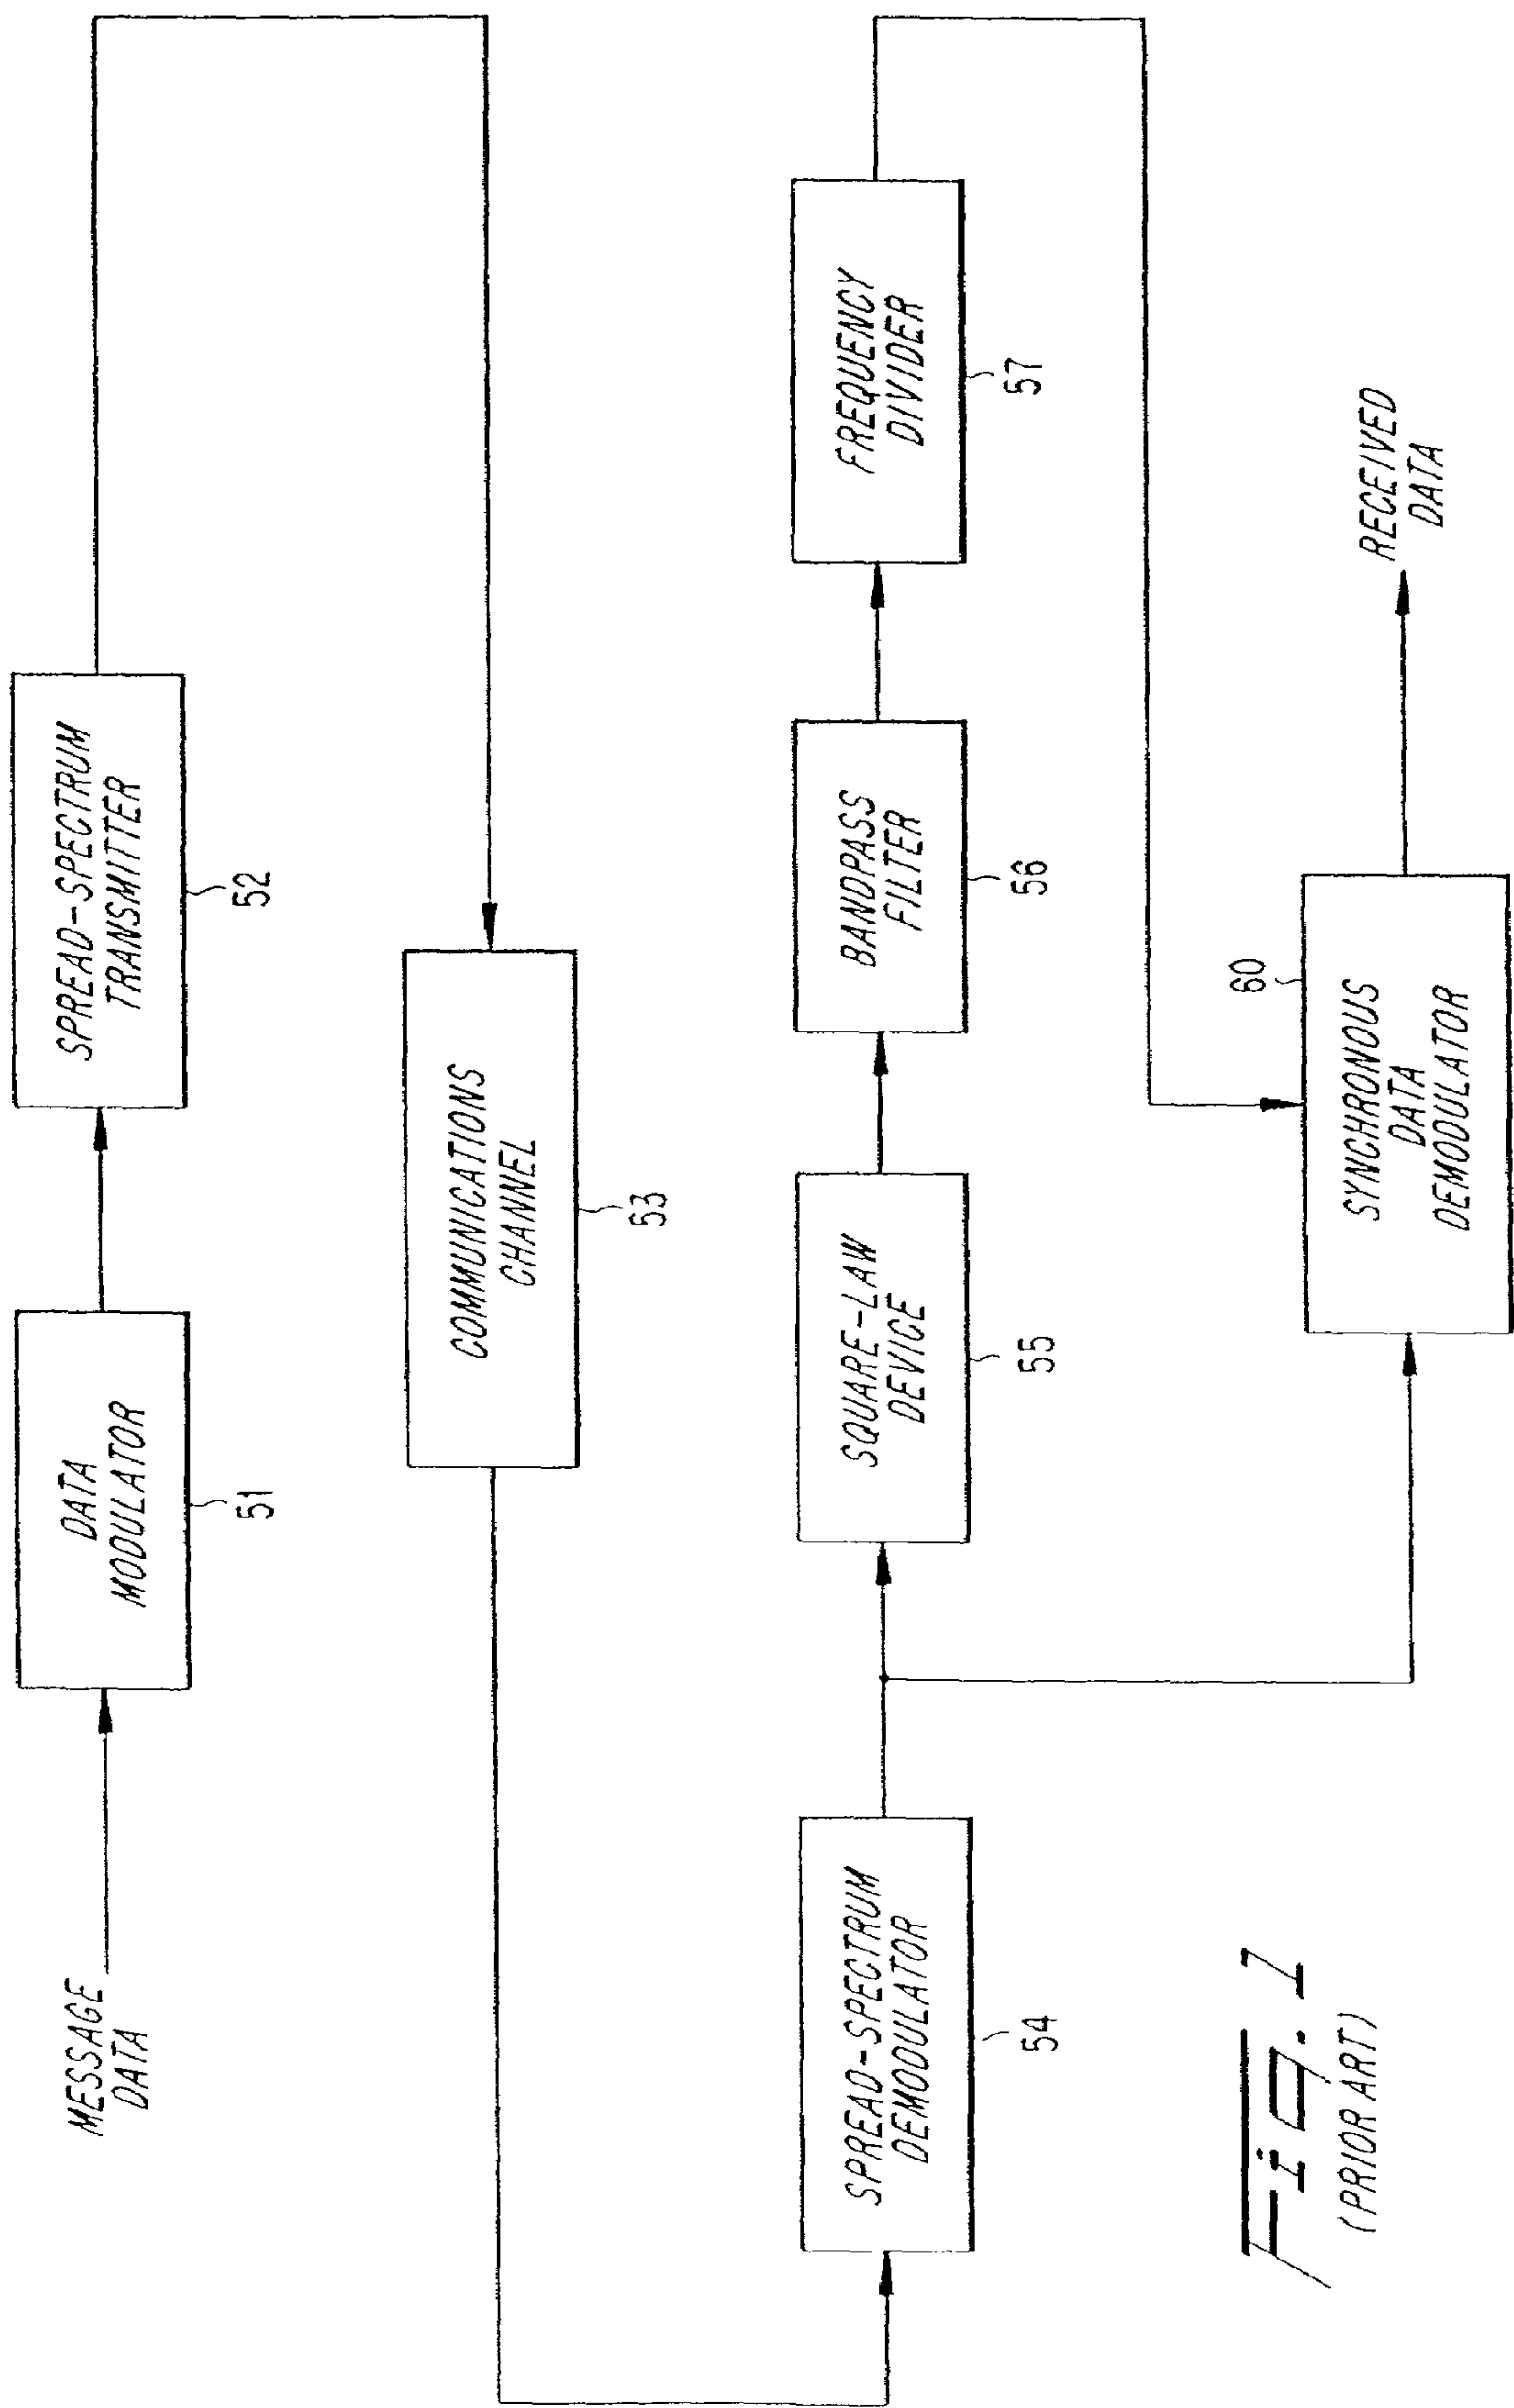 MESSAGE
DATA
DATA
MODULATOR
51
SPREAD-SPECTRUM
TRANSMITTER
52
COMMUNICATIONS
CHANNEL
53
SPREAD-SPECTRUM
DEMODULATOR
54
SQUARE-LAW
DEVICE
55
BANDPASS
FILTER
56
FREQUENCY
DIVIDER
57
SYNCHRONOUS
DATA
DEMODULATOR
60
RECEIVED
DATA
Fig. 1
(PRIOR ART)